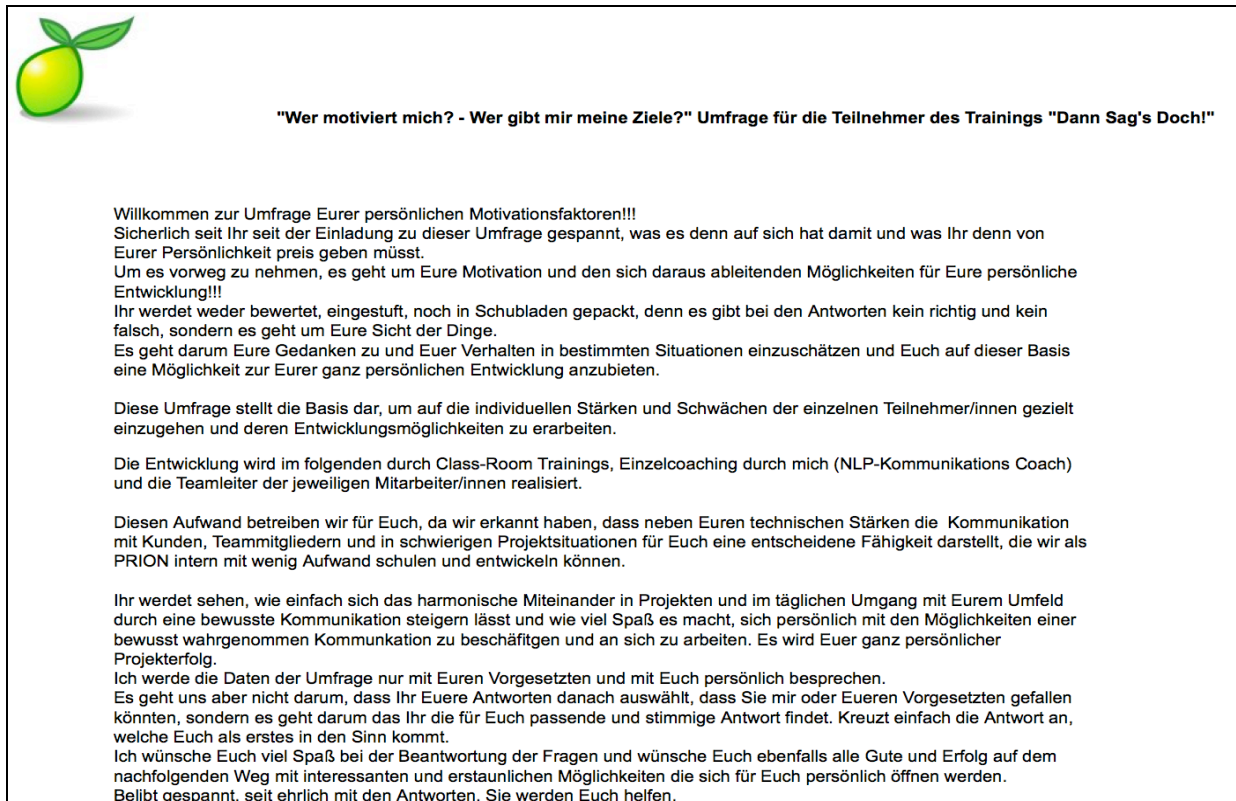 "Wer motiviert mich? - Wer gibt mir meine Ziele?" Umfrage für die Teilnehmer des Trainings "Dann Sag's Doch!"
Willkommen zur Umfrage Eurer persönlichen Motivationsfaktoren!!!
Sicherlich seit Ihr seit der Einladung zu dieser Umfrage gespannt, was es denn auf sich hat damit und was Ihr denn von
Eurer Persönlichkeit preis geben müsst.
Um es vorweg zu nehmen, es geht um Eure Motivation und den sich daraus ableitenden Möglichkeiten für Eure persönliche
Entwicklung!!!
Ihr werdet weder bewertet, eingestuft, noch in Schubladen gepackt, denn es gibt bei den Antworten kein richtig und kein
falsch, sondern es geht um Eure Sicht der Dinge.
Es geht darum Eure Gedanken zu und Euer Verhalten in bestimmten Situationen einzuschätzen und Euch auf dieser Basis
eine Möglichkeit zur Eurer ganz persönlichen Entwicklung anzubieten.
Diese Umfrage stellt die Basis dar, um auf die individuellen Stärken und Schwächen der einzelnen Teilnehmer/innen gezielt
einzugehen und deren Entwicklungsmöglichkeiten zu erarbeiten.
Die Entwicklung wird im folgenden durch Class-Room Trainings, Einzelcoaching durch mich (NLP-Kommunikations Coach)
und die Teamleiter der jeweiligen Mitarbeiter/innen realisiert.
Diesen Aufwand betreiben wir für Euch, da wir erkannt haben, dass neben Euren technischen Stärken die  Kommunikation
mit Kunden, Teammitgliedern und in schwierigen Projektsituationen für Euch eine entscheidene Fähigkeit darstellt, die wir als
PRION intern mit wenig Aufwand schulen und entwickeln können.
Ihr werdet sehen, wie einfach sich das harmonische Miteinander in Projekten und im täglichen Umgang mit Eurem Umfeld
durch eine bewusste Kommunikation steigern lässt und wie viel Spaß es macht, sich persönlich mit den Möglichkeiten einer
bewusst wahrgenommen Kommunkation zu beschäfitgen und an sich zu arbeiten. Es wird Euer ganz persönlicher
Projekterfolg.
Ich werde die Daten der Umfrage nur mit Euren Vorgesetzten und mit Euch persönlich besprechen.
Es geht uns aber nicht darum, dass Ihr Euere Antworten danach auswählt, dass Sie mir oder Eueren Vorgesetzten gefallen
könnten, sondern es geht darum das Ihr die für Euch passende und stimmige Antwort findet. Kreuzt einfach die Antwort an,
welche Euch als erstes in den Sinn kommt.
Ich wünsche Euch viel Spaß bei der Beantwortung der Fragen und wünsche Euch ebenfalls alle Gute und Erfolg auf dem
nachfolgenden Weg mit interessanten und erstaunlichen Möglichkeiten die sich für Euch persönlich öffnen werden.
Belibt gespannt, seit ehrlich mit den Antworten, Sie werden Euch helfen.